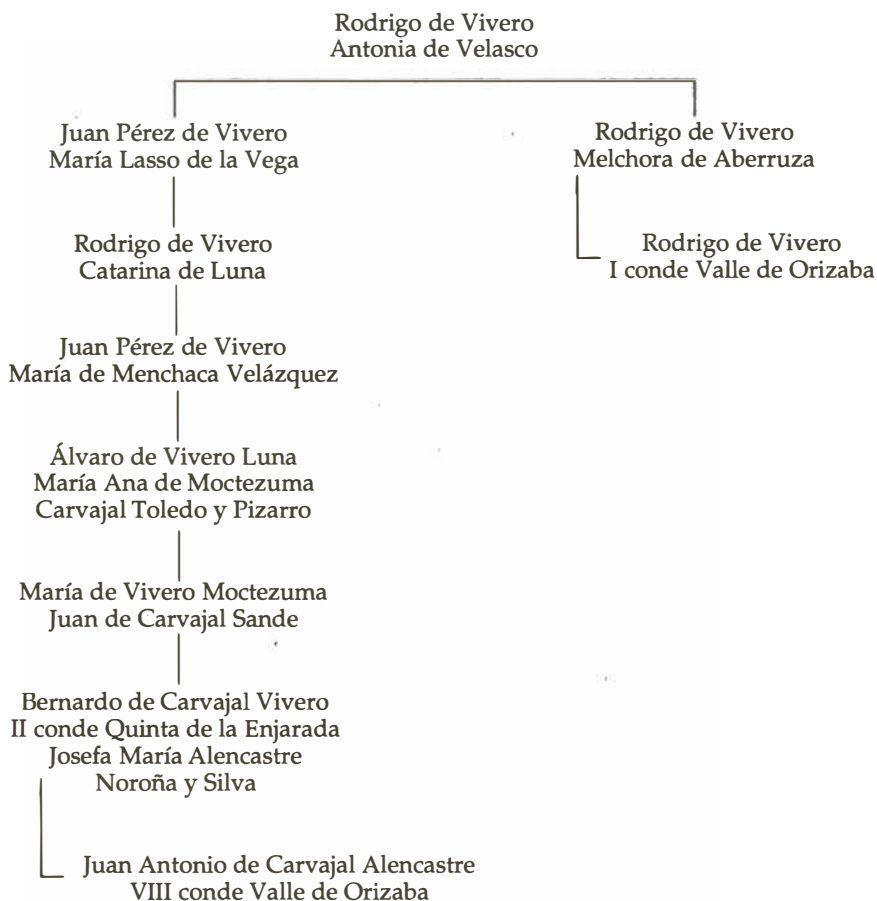 Rodrigo de Vivero
Antonia de Velasco
Juan Pérez de Vivero
María Lasso de la Vega
Rodrigo de Vivero
Melchora de Aberruza
Rodrigo de Vivero
Catarina de Luna
Rodrigo de Vivero
I conde Valle de Orizaba
Juan Pérez de Vivero
María de Menchaca Velázquez
Álvaro de Vivero Luna
María Ana de Moctezuma
Carvajal Toledo y Pizarro
María de Vivero Moctezuma
Juan de Carvajal Sande
Bernardo de Carvajal Vivero
II conde Quinta de la Enjarada
Josefa María Alencastre
Noroña y Silva
Juan Antonio de Carvajal Alencastre
VIII conde Valle de Orizaba